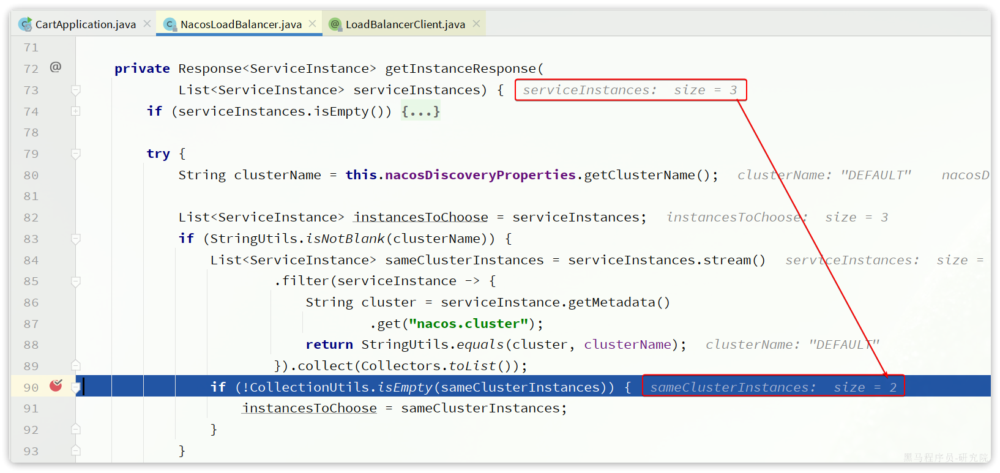 CartApplication.java × NacosLoadBalancer.java × LoadBalancerClient.java ×
71
72 @ private Response<ServiceInstance> getInstanceResponse(
73 List<ServiceInstance> serviceInstances) { serviceInstances: size = 3
74 if (serviceInstances.isEmpty()) {...}
78
79 try {
80 String clusterName = this.nacosDiscoveryProperties.getClusterName(); clusterName: "DEFAULT" nacosD
81
82 List<ServiceInstance> instancesToChoose = serviceInstances; instancesToChoose: size = 3
83 if (StringUtils.isNotBlank(clusterName)) {
84 List<ServiceInstance> sameClusterInstances = serviceInstances.stream() serviceInstances: size =
85 .filter(serviceInstance -> {
86 String cluster = serviceInstance.getMetadata()
87 .get("nacos.cluster");
88 return StringUtils.equals(cluster, clusterName); clusterName: "DEFAULT"
89 }).collect(Collectors.toList());
90 if (!CollectionUtils.isEmpty(sameClusterInstances)) { sameClusterInstances: size = 2
91 instancesToChoose = sameClusterInstances;
92 }
93 }
黑马程序员-研究院